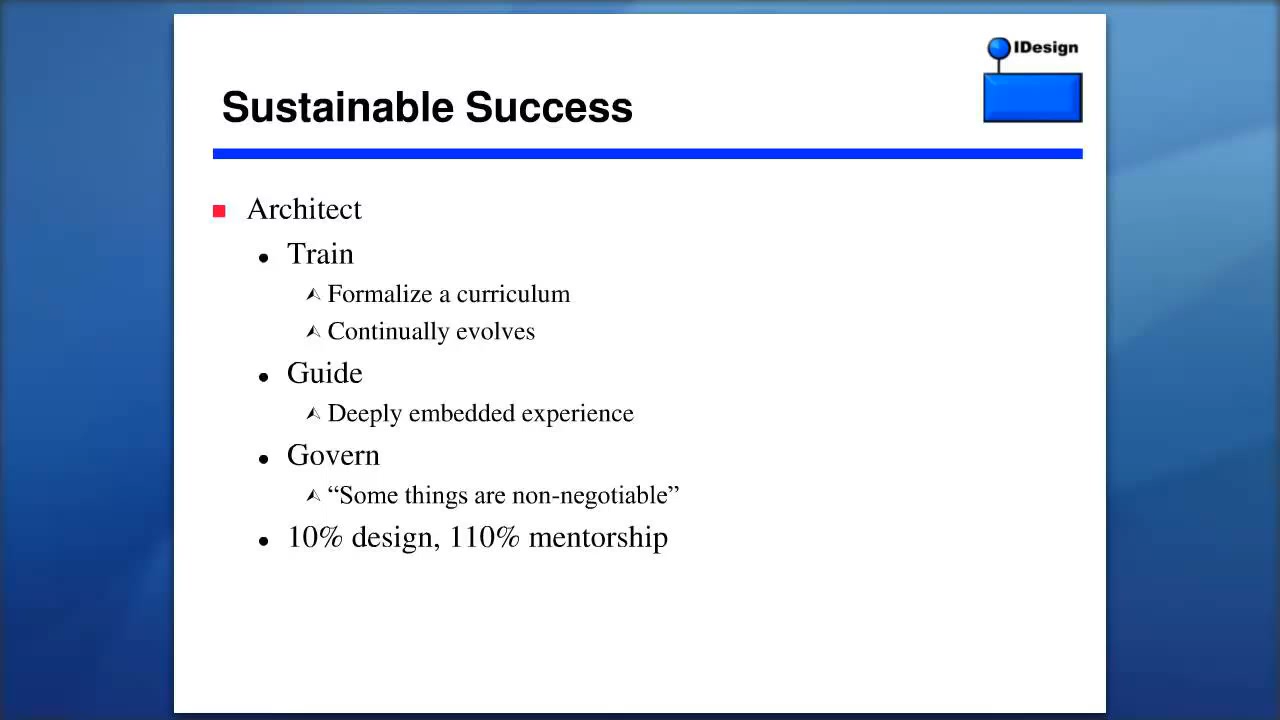 IDesign
Sustainable Success
Architect
Train
Formalize a curriculum
Continually evolves
Guide
Deeply embedded experience
Govern
“Some things are non-negotiable”
10% design, 110% mentorship